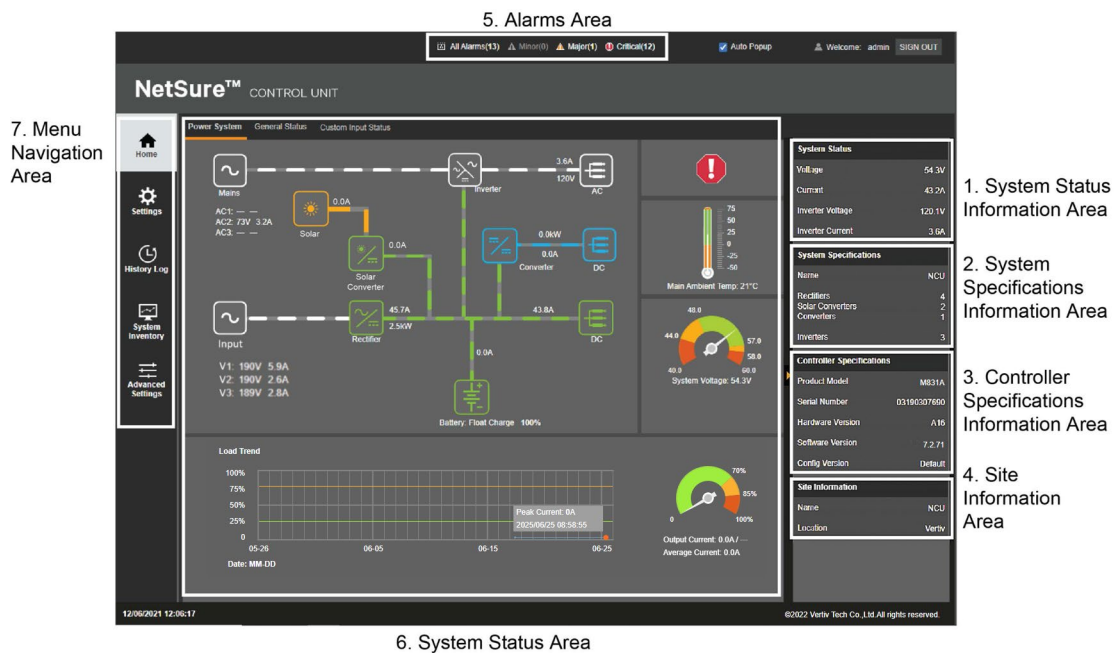 5. Alarms Area
All Alarms(13) Minor(0) Major(1) Critical(12) Auto Popup Welcome: admin SIGN OUT
NetSure™ CONTROL UNIT
7. Menu
Navigation
Area
Home
Settings
History Log
System
Inventory
Advanced
Settings
Power System General Status Custom Input Status
Mains
AC1: — —
AC2: 73V 3.2A
AC3: — —
Inverter
3.6A
120V
AC
0.0A
Solar
0.0A
Solar
Converter
0.0kW
0.0A
Converter
DC
Input
V1: 190V 5.9A
V2: 190V 2.6A
V3: 189V 2.8A
45.7A
2.5kW
Rectifier
43.8A
DC
0.0A
Battery: Float Charge 100%
75
50
25
0
-25
-50
Main Ambient Temp: 21°C
48.0
44.0
57.0
58.0
40.0
60.0
System Voltage: 54.3V
Load Trend
100%
75%
50%
25%
0
Peak Current: 0A
2025/06/25 08:58:55
05-26 06-05 06-15 06-25
Date: MM-DD
70%
85%
0
100%
Output Current: 0.0A / ---
Average Current: 0.0A
System Status
Voltage 54.3V
Current 43.2A
Inverter Voltage 120.1V
Inverter Current 3.6A
System Specifications
Name NCU
Rectifiers 4
Solar Converters 2
Converters 1
Inverters 3
Controller Specifications
Product Model M831A
Serial Number 03190307690
Hardware Version A16
Software Version 7.2.71
Config Version Default
Site Information
Name NCU
Location Vertiv
1. System Status
Information Area
2. System
Specifications
Information Area
3. Controller
Specifications
Information Area
4. Site
Information
Area
12/06/2021 12:06:17
©2022 Vertiv Tech Co.,Ltd.All rights reserved.
6. System Status Area